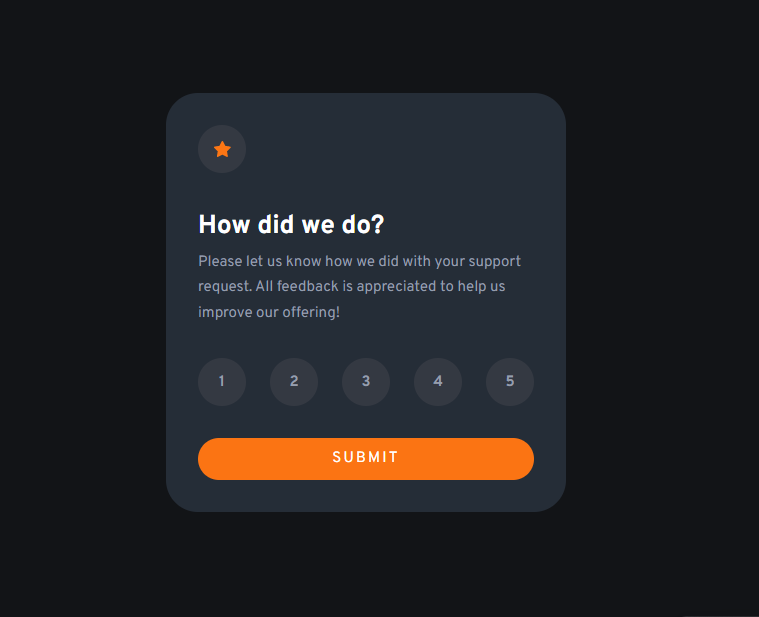 How did we do?
Please let us know how we did with your support
request. All feedback is appreciated to help us
improve our offering!
1 2 3 4 5
SUBMIT